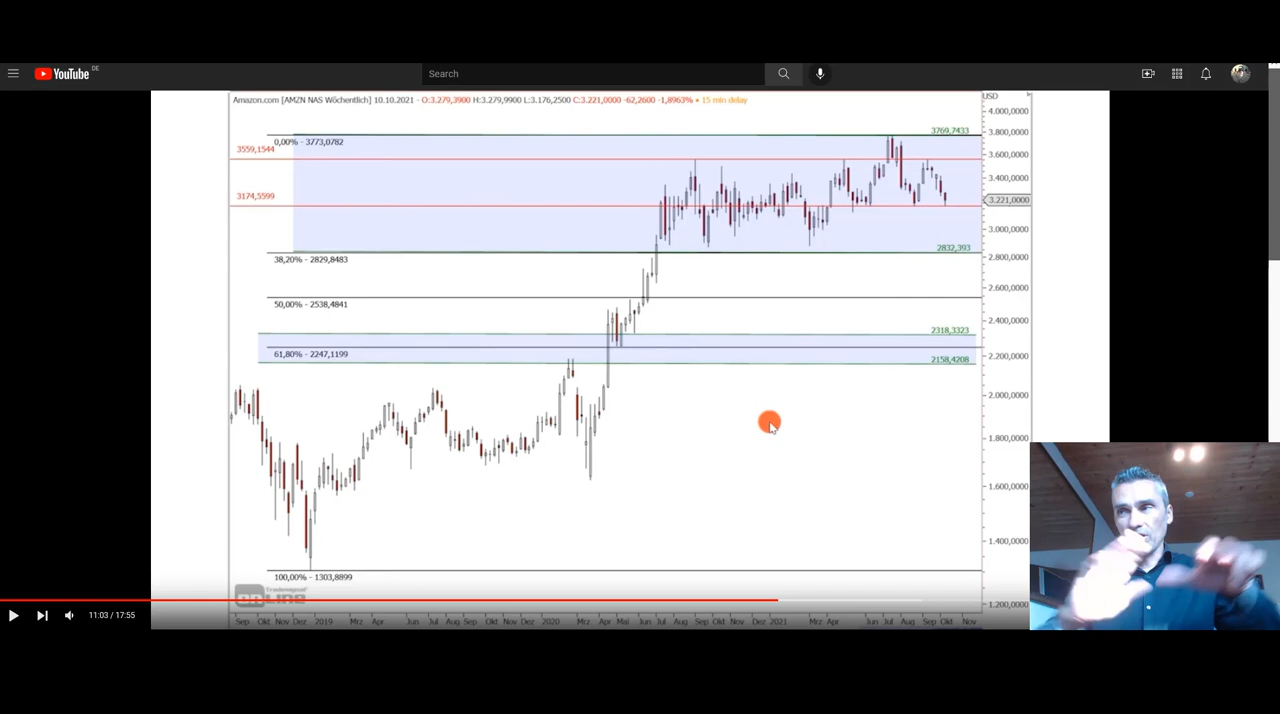 YouTube DE
Search
Amazon.com [AMZN NAS Wöchentlich] 10.10.2021 - O:3.279,3900 H:3.279,9900 L:3.176,2500 C:3.221,0000 -62,2600 -1,8963% • 15 min delay
USD
4.000,0000
3769,7433
3.800,0000
0,00% - 3773,0782
3559,1544
3.600,0000
3.400,0000
3174,5599
3.221,0000
3.000,0000
2832,393
38,20% - 2829,8483
2.800,0000
2.600,0000
50,00% - 2538,4841
2.400,0000
2318,3323
61,80% - 2247,1199
2.200,0000
2158,4208
2.000,0000
1.800,0000
1.600,0000
1.400,0000
100,00% - 1303,8899
Tradesignal
ONLINE
1.200,0000
11:03 / 17:55
Sep Okt Nov Dez 2019 Mrz Apr Jun Jul Aug Sep Okt Nov Dez 2020 Mrz Apr Mai Jun Jul Aug Sep Okt Nov Dez 2021 Mrz Apr Jun Jul Aug Sep Okt Nov